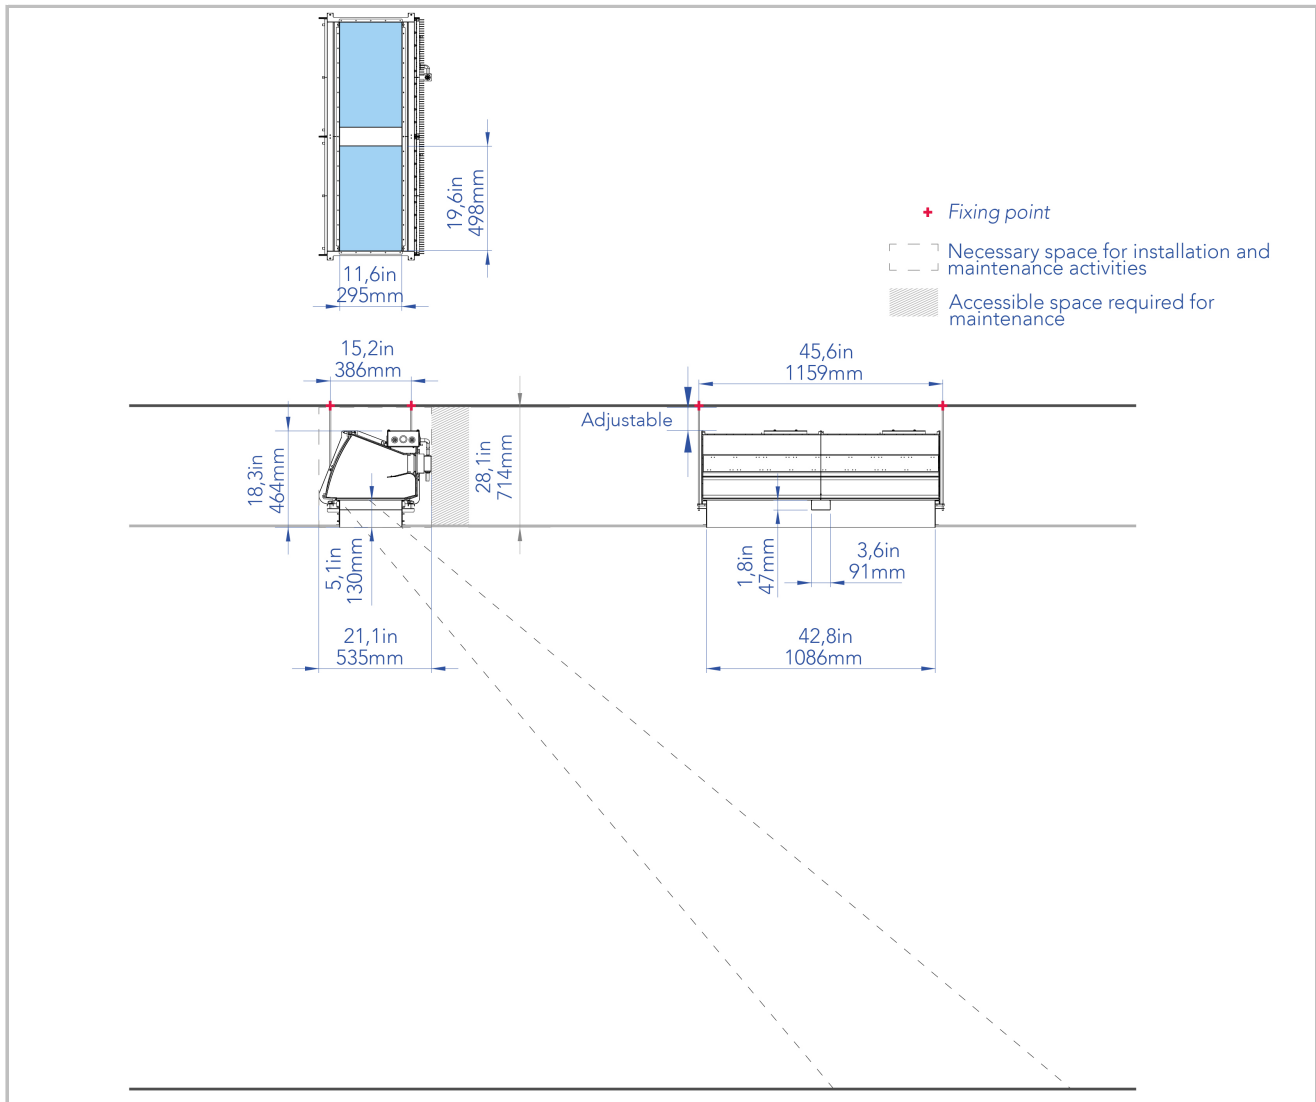 19,6in
498mm
11,6in
295mm
Fixing point
Necessary space for installation and
maintenance activities
Accessible space required for
maintenance
15,2in
386mm
45,6in
1159mm
Adjustable
18,3in
464mm
28,1in
714mm
5,1in
130mm
1,8in
47mm
3,6in
91mm
21,1in
535mm
42,8in
1086mm